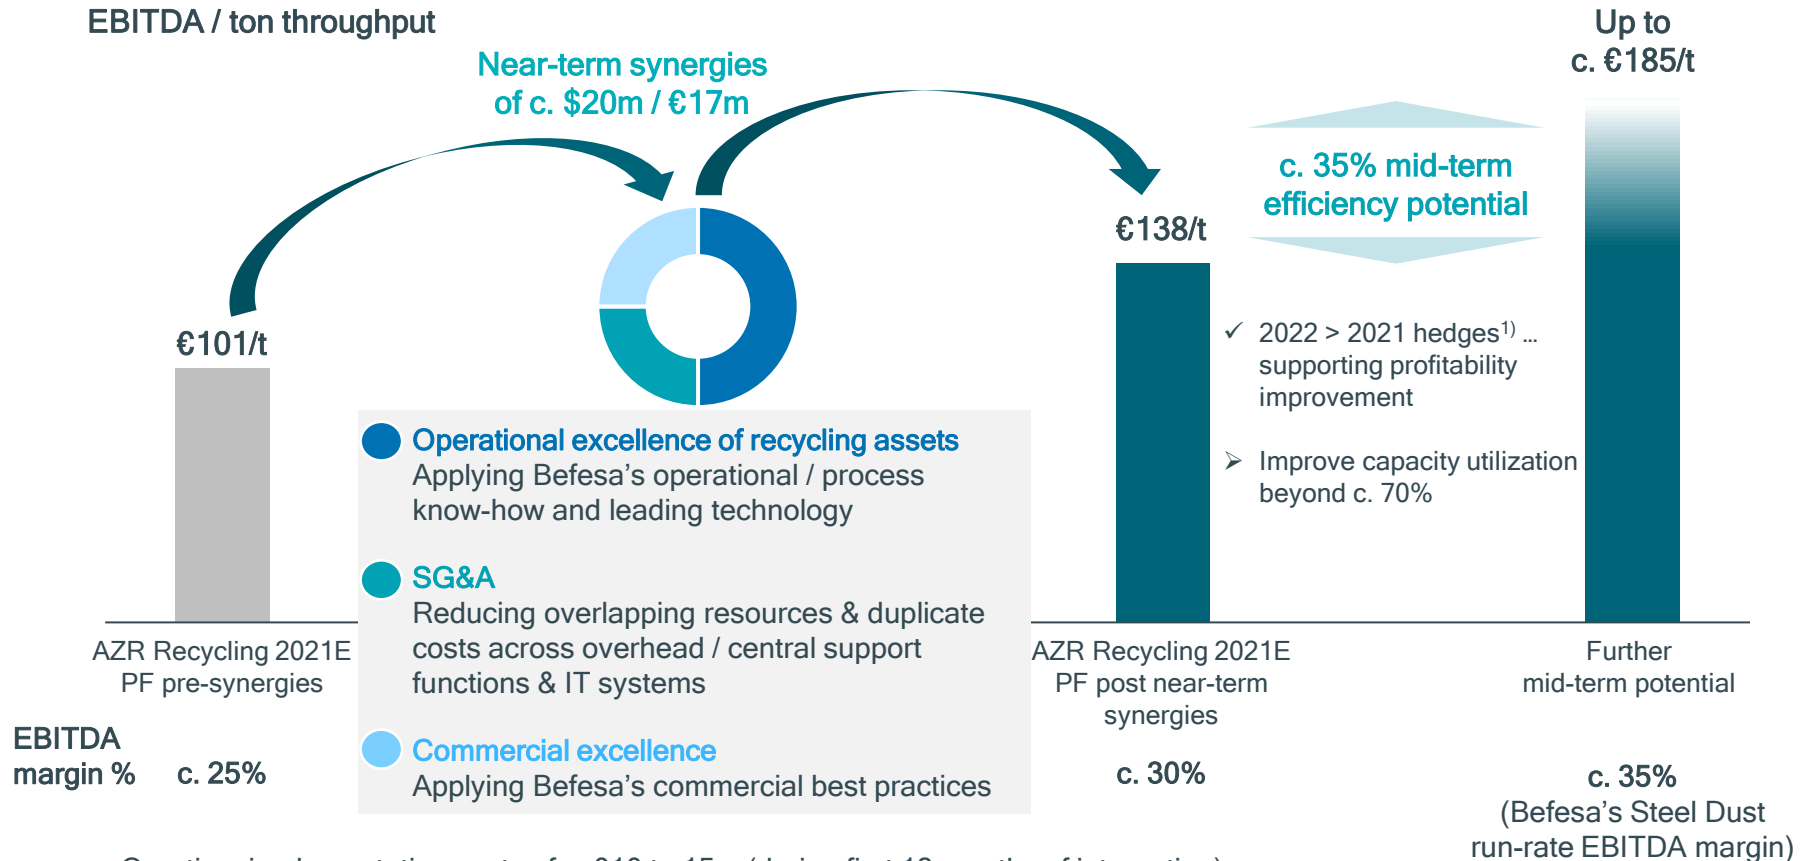 EBITDA / ton throughput
Near-term synergies
of c. $20m / €17m
Up to
c. €185/t
c. 35% mid-term
efficiency potential
€101/t
€138/t
✓ 2022 > 2021 hedges1) ...
supporting profitability
improvement
➢ Improve capacity utilization
beyond c. 70%
Operational excellence of recycling assets
Applying Befesa's operational / process
know-how and leading technology
SG&A
Reducing overlapping resources & duplicate
costs across overhead / central support
functions & IT systems
Commercial excellence
Applying Befesa's commercial best practices
AZR Recycling 2021E
PF pre-synergies
AZR Recycling 2021E
PF post near-term
synergies
Further
mid-term potential
EBITDA
margin %
c. 25%
c. 30%
c. 35%
(Befesa's Steel Dust
run-rate EBITDA margin)